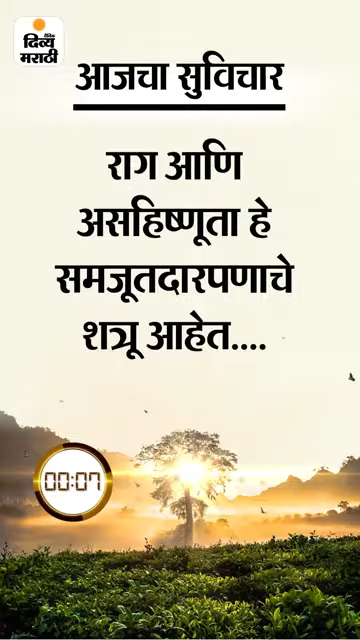 दैनिक
दिव्य
मराठी
आजचा सुविचार
राग आणि
असहिष्णूता हे
समजूतदारपणाचे
शत्रू आहेत....
00:07